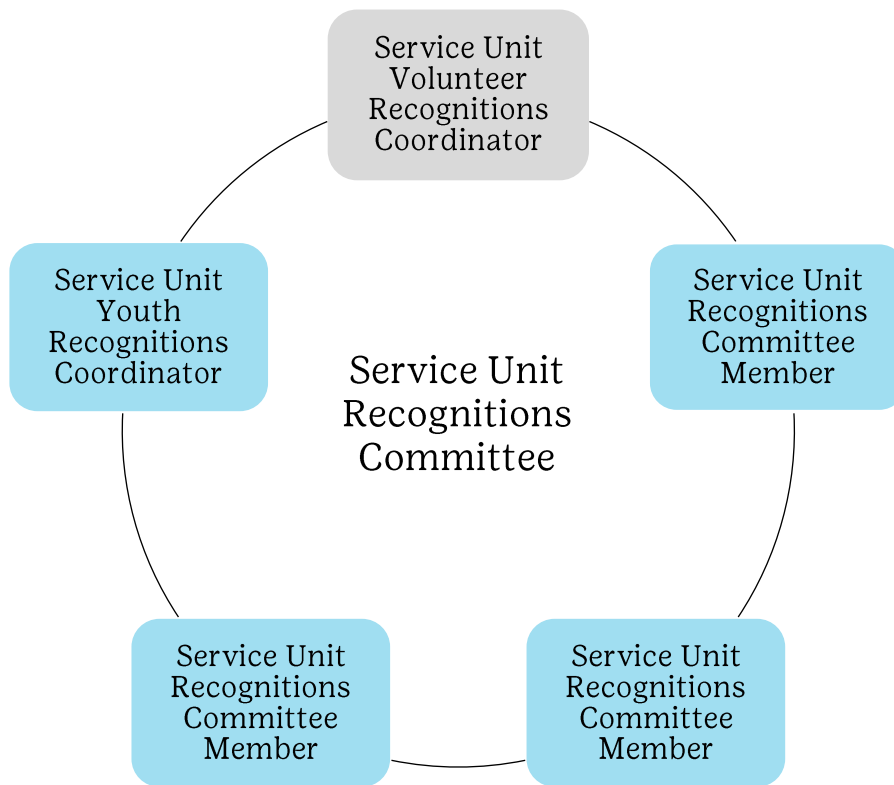 Service Unit
Volunteer
Recognitions
Coordinator
Service Unit
Youth
Recognitions
Coordinator
Service Unit
Recognitions
Committee
Member
Service Unit
Recognitions
Committee
Service Unit
Recognitions
Committee
Member
Service Unit
Recognitions
Committee
Member